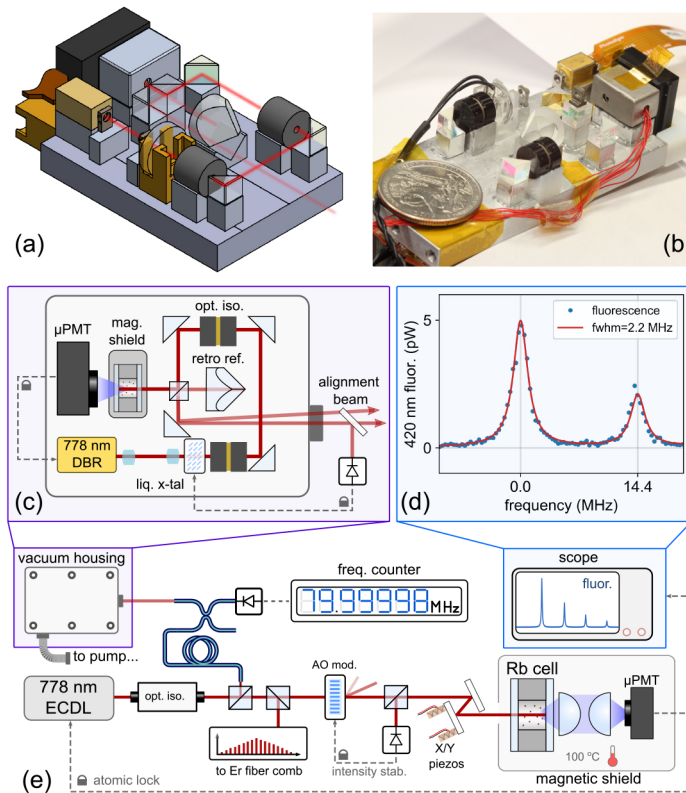 (a)
(b)
opt. iso.
μPMT
mag.
shield
retro ref.
alignment
beam
778 nm
DBR
liq. x-tal
(c)
fluorescence
fwhm=2.2 MHz
5
0
420 nm fluor. (pW)
0.0
14.4
frequency (MHz)
(d)
vacuum housing
to pump...
freq. counter
79.99998 MHz
scope
fluor.
778 nm
ECDL
opt. iso.
AO mod.
to Er fiber comb
intensity stab.
X/Y
piezos
Rb cell
μPMT
100 °C
magnetic shield
atomic lock
(e)